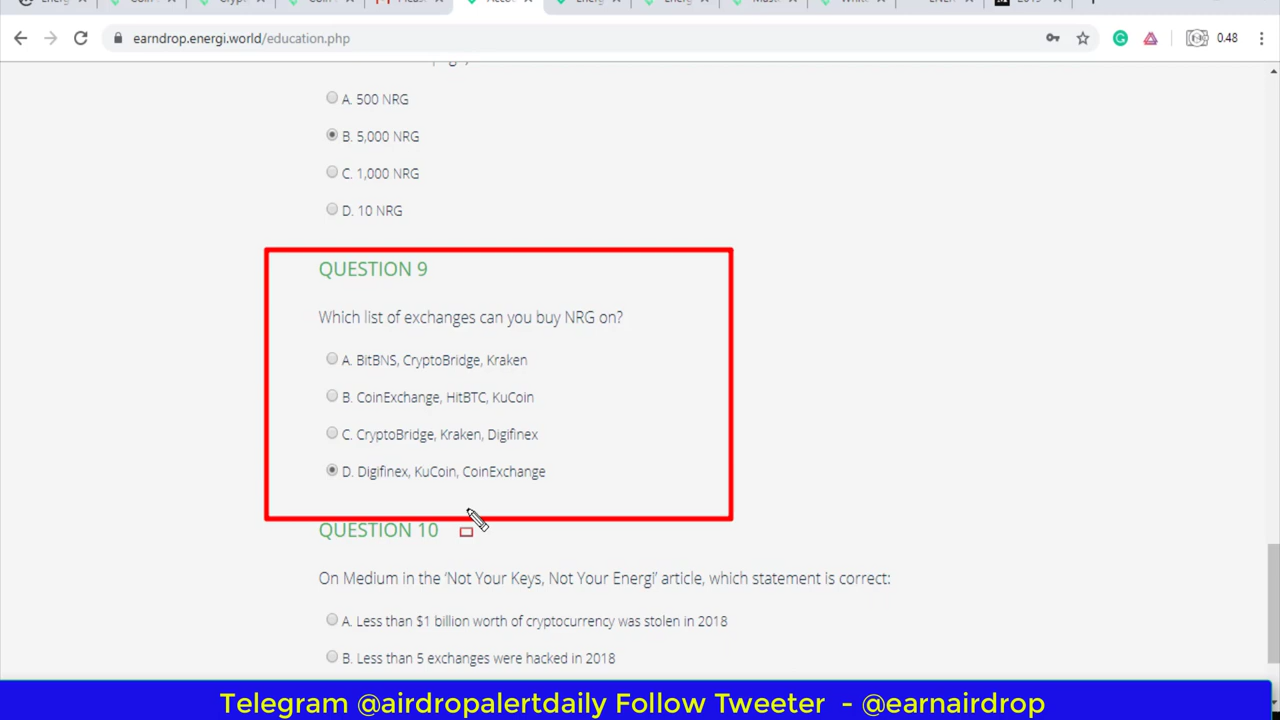 earndrop.energi.world/education.php
0.48
A. 500 NRG
B. 5,000 NRG
C. 1,000 NRG
D. 10 NRG
QUESTION 9
Which list of exchanges can you buy NRG on?
A. BitBNS, CryptoBridge, Kraken
B. CoinExchange, HitBTC, KuCoin
C. CryptoBridge, Kraken, Digifinex
D. Digifinex, KuCoin, CoinExchange
QUESTION 10
On Medium in the ‘Not Your Keys, Not Your Energi’ article, which statement is correct:
A. Less than $1 billion worth of cryptocurrency was stolen in 2018
B. Less than 5 exchanges were hacked in 2018
Telegram @airdropalertdaily Follow Tweeter - @earnairdrop